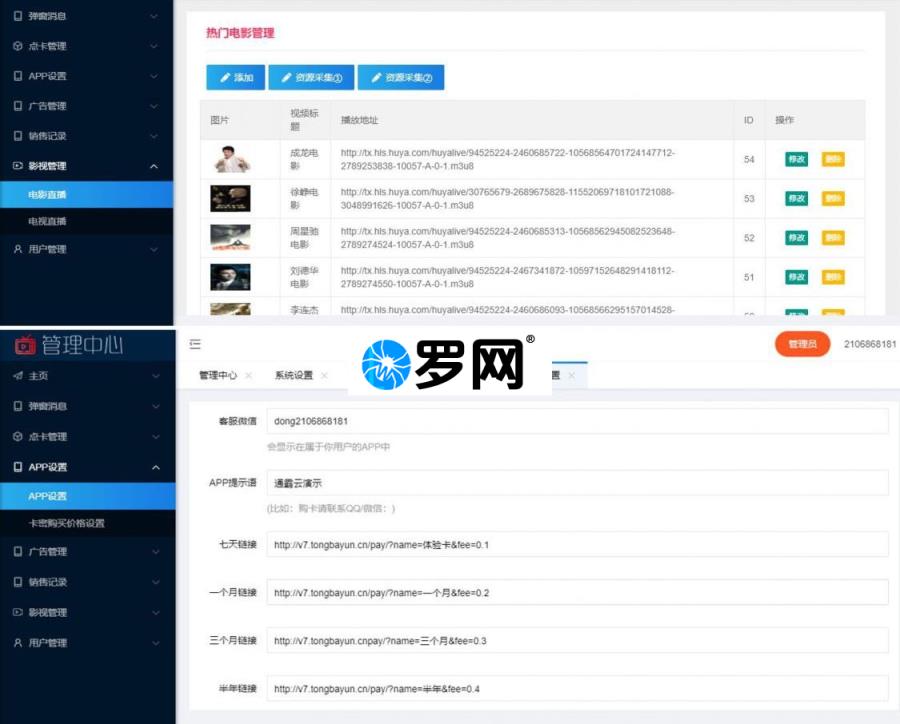 弹窗消息
点卡管理
APP设置
广告管理
销售记录
影视管理
电影直播
电视直播
用户管理
热门电影管理
添加 资源采集① 资源采集②
图片 视频标题 播放地址 ID 操作
成龙电影 http://tx.hls.huya.com/huyalive/94525224-2460685722-10568564701724147712-
2789253838-10057-A-0-1.m3u8 54 修改 删除
徐峥电影 http://tx.hls.huya.com/huyalive/30765679-2689675828-11552069718101721088-
3048991626-10057-A-0-1.m3u8 53 修改 删除
周星驰电影 http://tx.hls.huya.com/huyalive/94525224-2460685313-10568562945082523648-
2789274524-10057-A-0-1.m3u8 52 修改 删除
刘德华电影 http://tx.hls.huya.com/huyalive/94525224-2467341872-10597152648291418112-
2789274550-10057-A-0-1.m3u8 51 修改 删除
李连杰 http://tx.hls.huya.com/huyalive/94525224-2460686093-10568566295157014528-
管理中心
管理员 2106868181
罗网®
管理中心 系统设置 置
主页
弹窗消息
点卡管理
APP设置
APP设置
卡密购买价格设置
广告管理
销售记录
影视管理
用户管理
客服微信 dong2106868181
会显示在属于你用户的APP中
APP提示语 通霸云演示
(比如：购卡请联系QQ/微信：)
七天链接 http://v7.tongbayun.cn/pay/?name=体验卡&fee=0.1
一个月链接 http://v7.tongbayun.cn/pay/?name=一个月&fee=0.2
三个月链接 http://v7.tongbayun.cnpay/?name=三个月&fee=0.3
半年链接 http://v7.tongbayun.cn/pay/?name=半年&fee=0.4